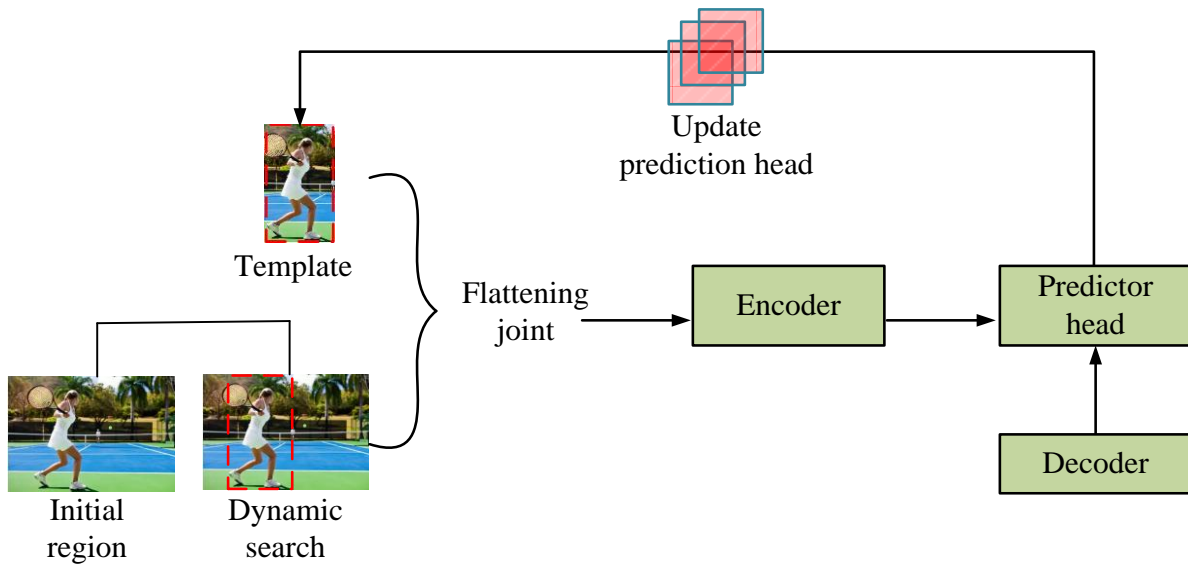 Update
prediction head
Template
Flattening
joint
Encoder
Predictor
head
Decoder
Initial
region
Dynamic
search